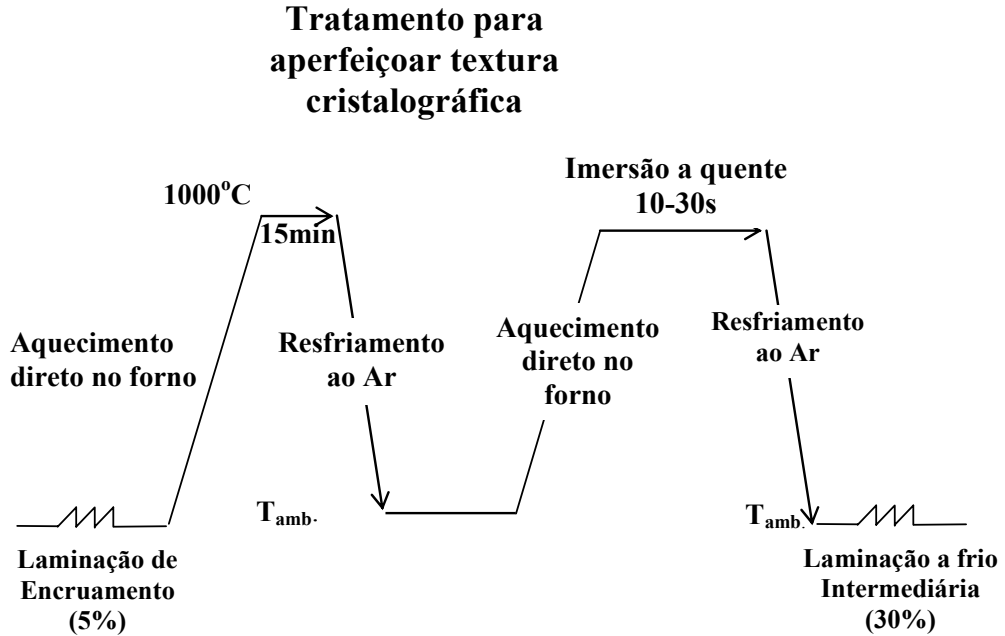 Tratamento para
aperfeiçoar textura
cristalográfica
1000°C
15min
Imersão a quente
10-30s
Aquecimento
direto no forno
Resfriamento
ao Ar
Aquecimento
direto no
forno
Resfriamento
ao Ar
Tamb.
Tamb.
Laminação de
Encruamento
(5%)
Laminação a frio
Intermediária
(30%)